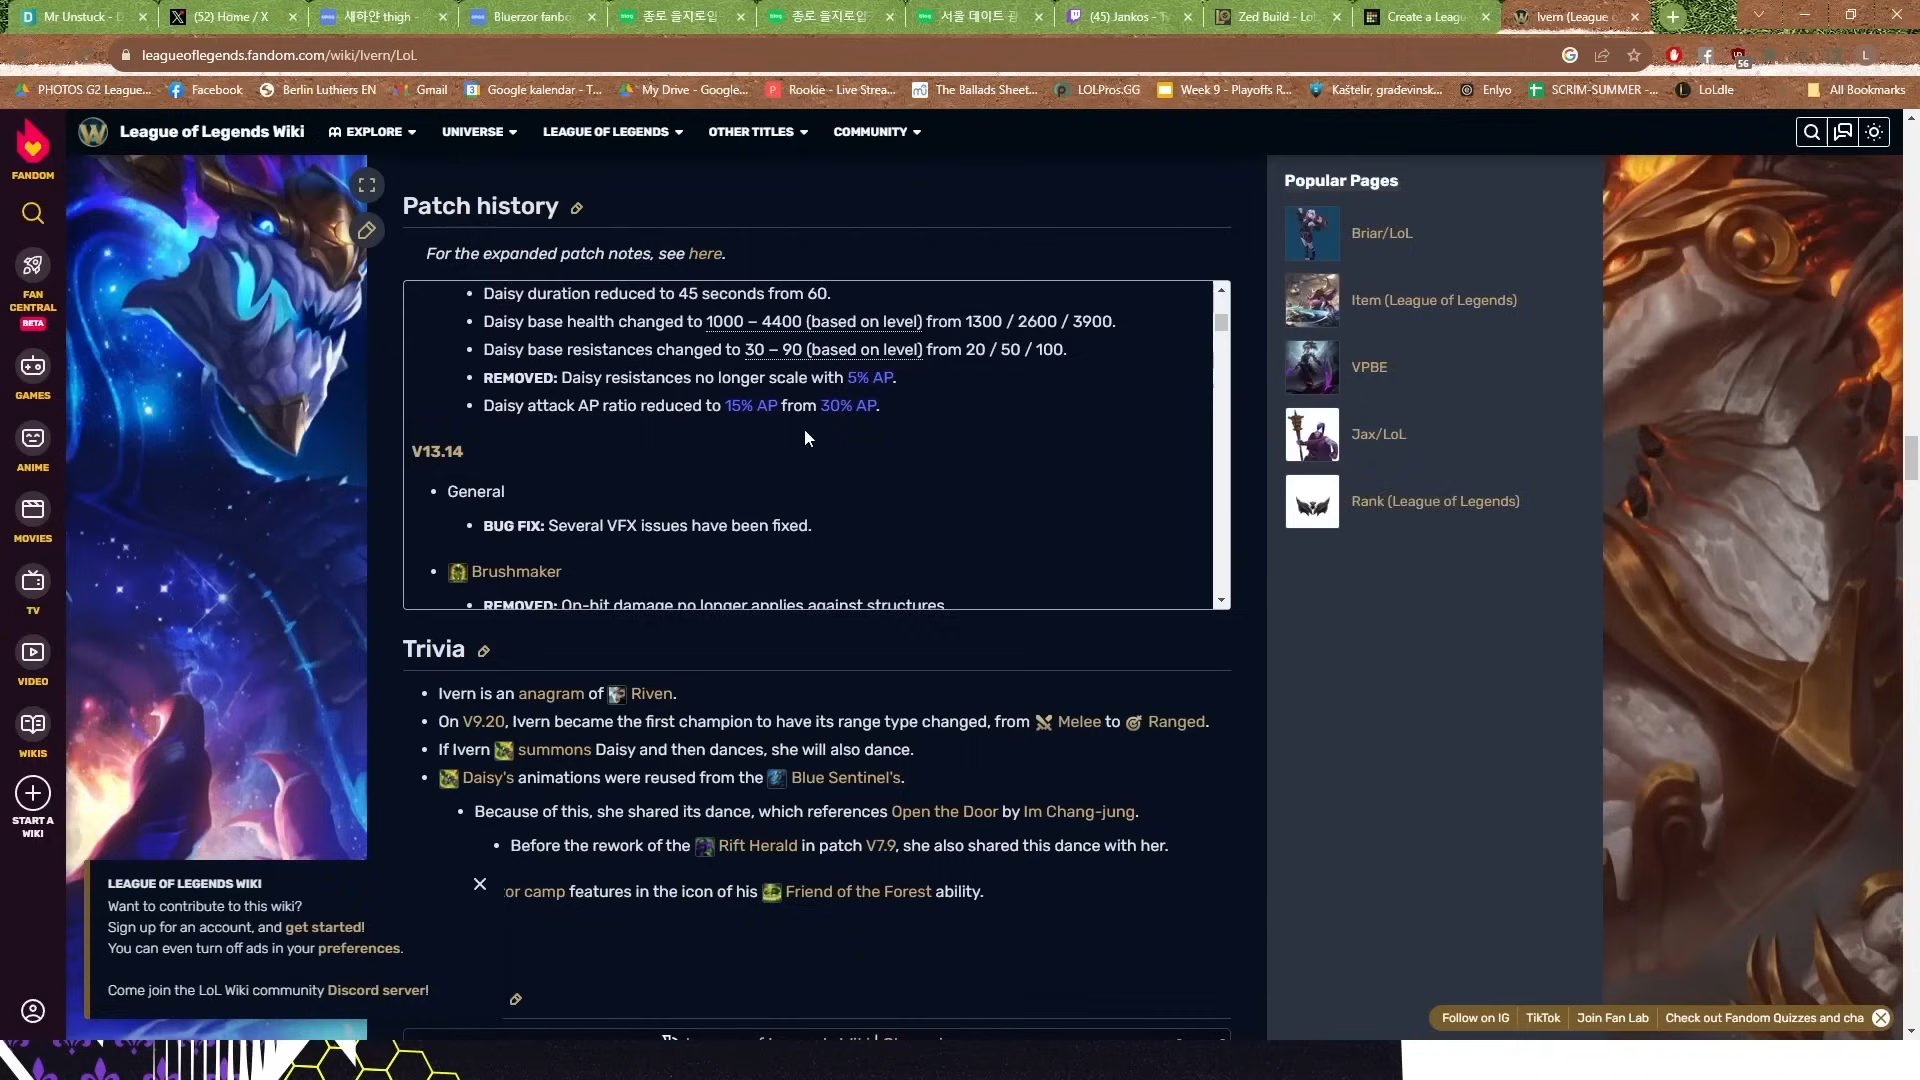 Mr Unstuck - D
(52) Home / X
새하얀 thigh -
Bluerzor fanbo
종로 을지로입
종로 을지로입
서울 데이트 공
(45) Jankos - Tw
Zed Build - Lol
Create a Leagu
Ivern (League o
leagueoflegends.fandom.com/wiki/Ivern/LoL
56
L
PHOTOS G2 League...
Facebook
Berlin Luthiers EN
Gmail
Google kalendar - T...
My Drive - Google...
Rookie - Live Strea...
The Ballads Sheet...
LOLPros.GG
Week 9 - Playoffs R...
Kaštelir, građevinsk...
Enlyo
SCRIM-SUMMER -...
LoLdle
All Bookmarks
League of Legends Wiki
EXPLORE
UNIVERSE
LEAGUE OF LEGENDS
OTHER TITLES
COMMUNITY
FANDOM
FAN
CENTRAL
BETA
GAMES
ANIME
MOVIES
TV
VIDEO
WIKIS
START A
WIKI
Patch history
For the expanded patch notes, see here.
Daisy duration reduced to 45 seconds from 60.
Daisy base health changed to 1000 – 4400 (based on level) from 1300 / 2600 / 3900.
Daisy base resistances changed to 30 – 90 (based on level) from 20 / 50 / 100.
REMOVED: Daisy resistances no longer scale with 5% AP.
Daisy attack AP ratio reduced to 15% AP from 30% AP.
V13.14
General
BUG FIX: Several VFX issues have been fixed.
Brushmaker
REMOVED: On-hit damage no longer applies against structures
Trivia
Ivern is an anagram of Riven.
On V9.20, Ivern became the first champion to have its range type changed, from Melee to Ranged.
If Ivern summons Daisy and then dances, she will also dance.
Daisy's animations were reused from the Blue Sentinel's.
Because of this, she shared its dance, which references Open the Door by Im Chang-jung.
Before the rework of the Rift Herald in patch V7.9, she also shared this dance with her.
or camp features in the icon of his Friend of the Forest ability.
LEAGUE OF LEGENDS WIKI
Want to contribute to this wiki?
Sign up for an account, and get started!
You can even turn off ads in your preferences.
Come join the LoL Wiki community Discord server!
Popular Pages
Briar/LoL
Item (League of Legends)
VPBE
Jax/LoL
Rank (League of Legends)
Follow on IG
TikTok
Join Fan Lab
Check out Fandom Quizzes and cha